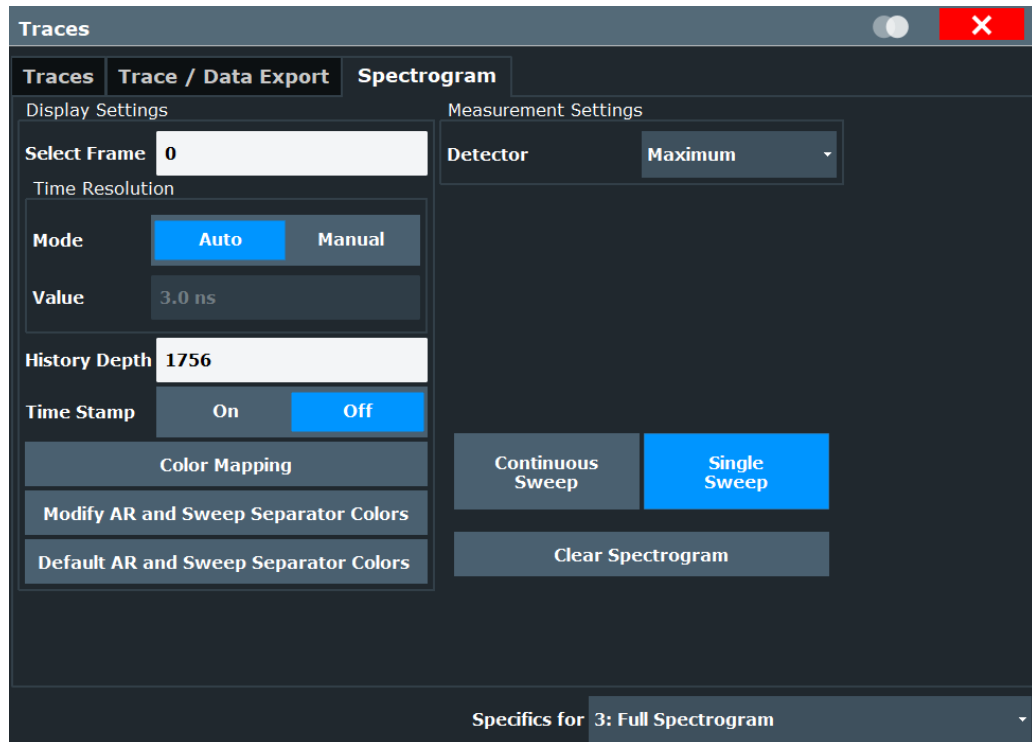 Traces
Traces Trace / Data Export Spectrogram
Display Settings
Select Frame 0
Time Resolution
Mode Auto Manual
Value 3.0 ns
History Depth 1756
Time Stamp On Off
Color Mapping
Modify AR and Sweep Separator Colors
Default AR and Sweep Separator Colors
Measurement Settings
Detector Maximum
Continuous
Sweep
Single
Sweep
Clear Spectrogram
Specifics for 3: Full Spectrogram